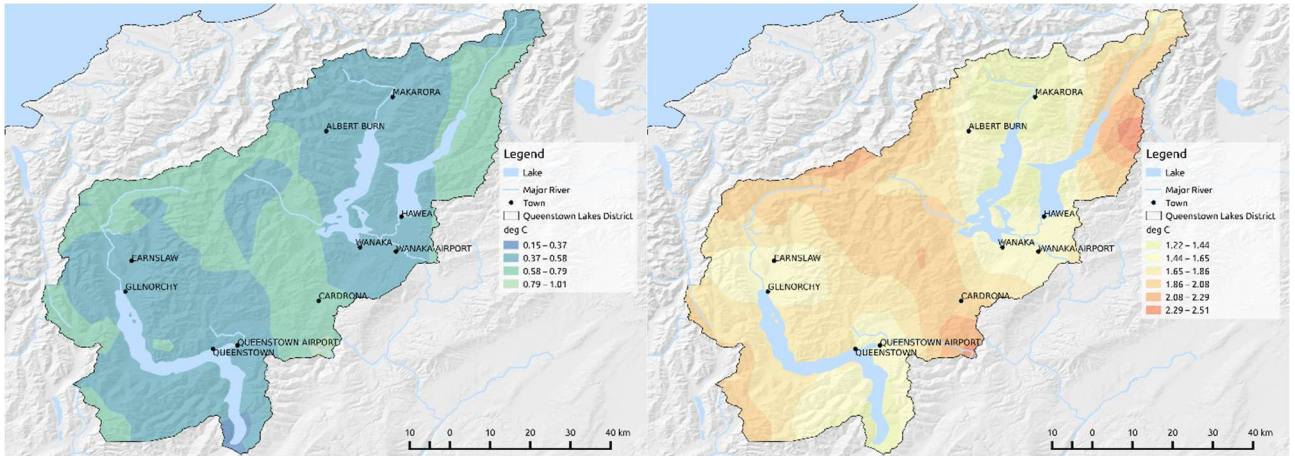 MAKARORA
ALBERT BURN
HAWEA
WANAKA
WANAKA AIRPORT
EARNSLAW
GLENORCHY
CARDRONA
QUEENSTOWN AIRPORT
QUEENSTOWN
Legend
Lake
Major River
Town
Queenstown Lakes District
deg C
0.15 – 0.37
0.37 – 0.58
0.58 – 0.79
0.79 – 1.01
10 0 10 20 30 40 km
MAKARORA
ALBERT BURN
HAWEA
WANAKA
WANAKA AIRPORT
EARNSLAW
GLENORCHY
CARDRONA
QUEENSTOWN AIRPORT
QUEENSTOWN
Legend
Lake
Major River
Town
Queenstown Lakes District
deg C
1.22 – 1.44
1.44 – 1.65
1.65 – 1.86
1.86 – 2.08
2.08 – 2.29
2.29 – 2.51
10 0 10 20 30 40 km